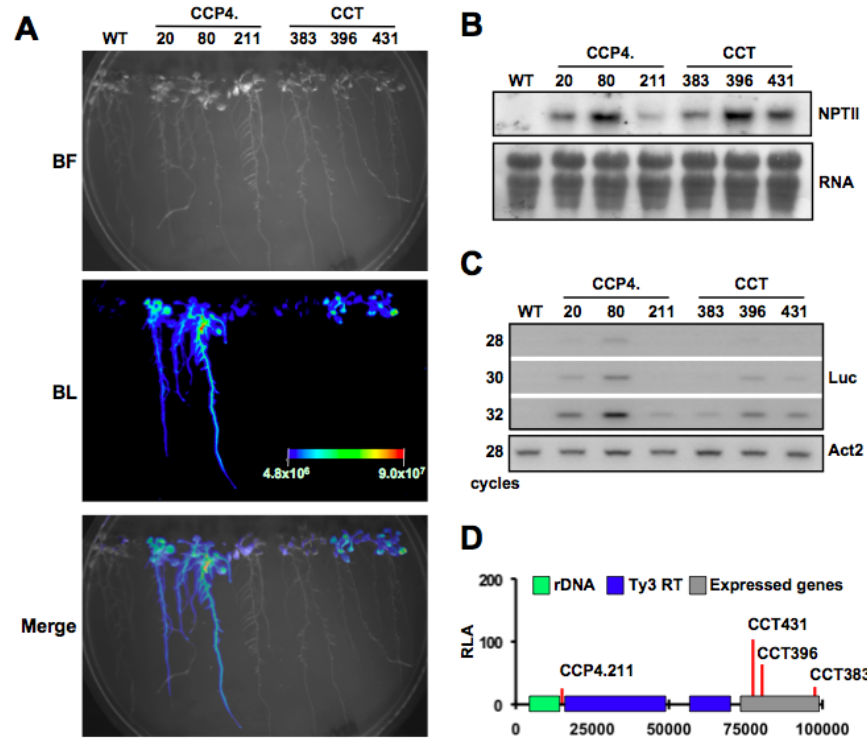 A
CCP4. CCT
WT 20 80 211 383 396 431
BF
BL
4.8x10⁶ 9.0x10⁷
Merge
B
CCP4. CCT
WT 20 80 211 383 396 431
NPTII
RNA
C
CCP4. CCT
WT 20 80 211 383 396 431
28
30 Luc
32
28 Act2
cycles
D
200 rDNA Ty3 RT Expressed genes
RLA
CCT431
100 CCT396
CCP4.211 CCT383
0
0 25000 50000 75000 100000